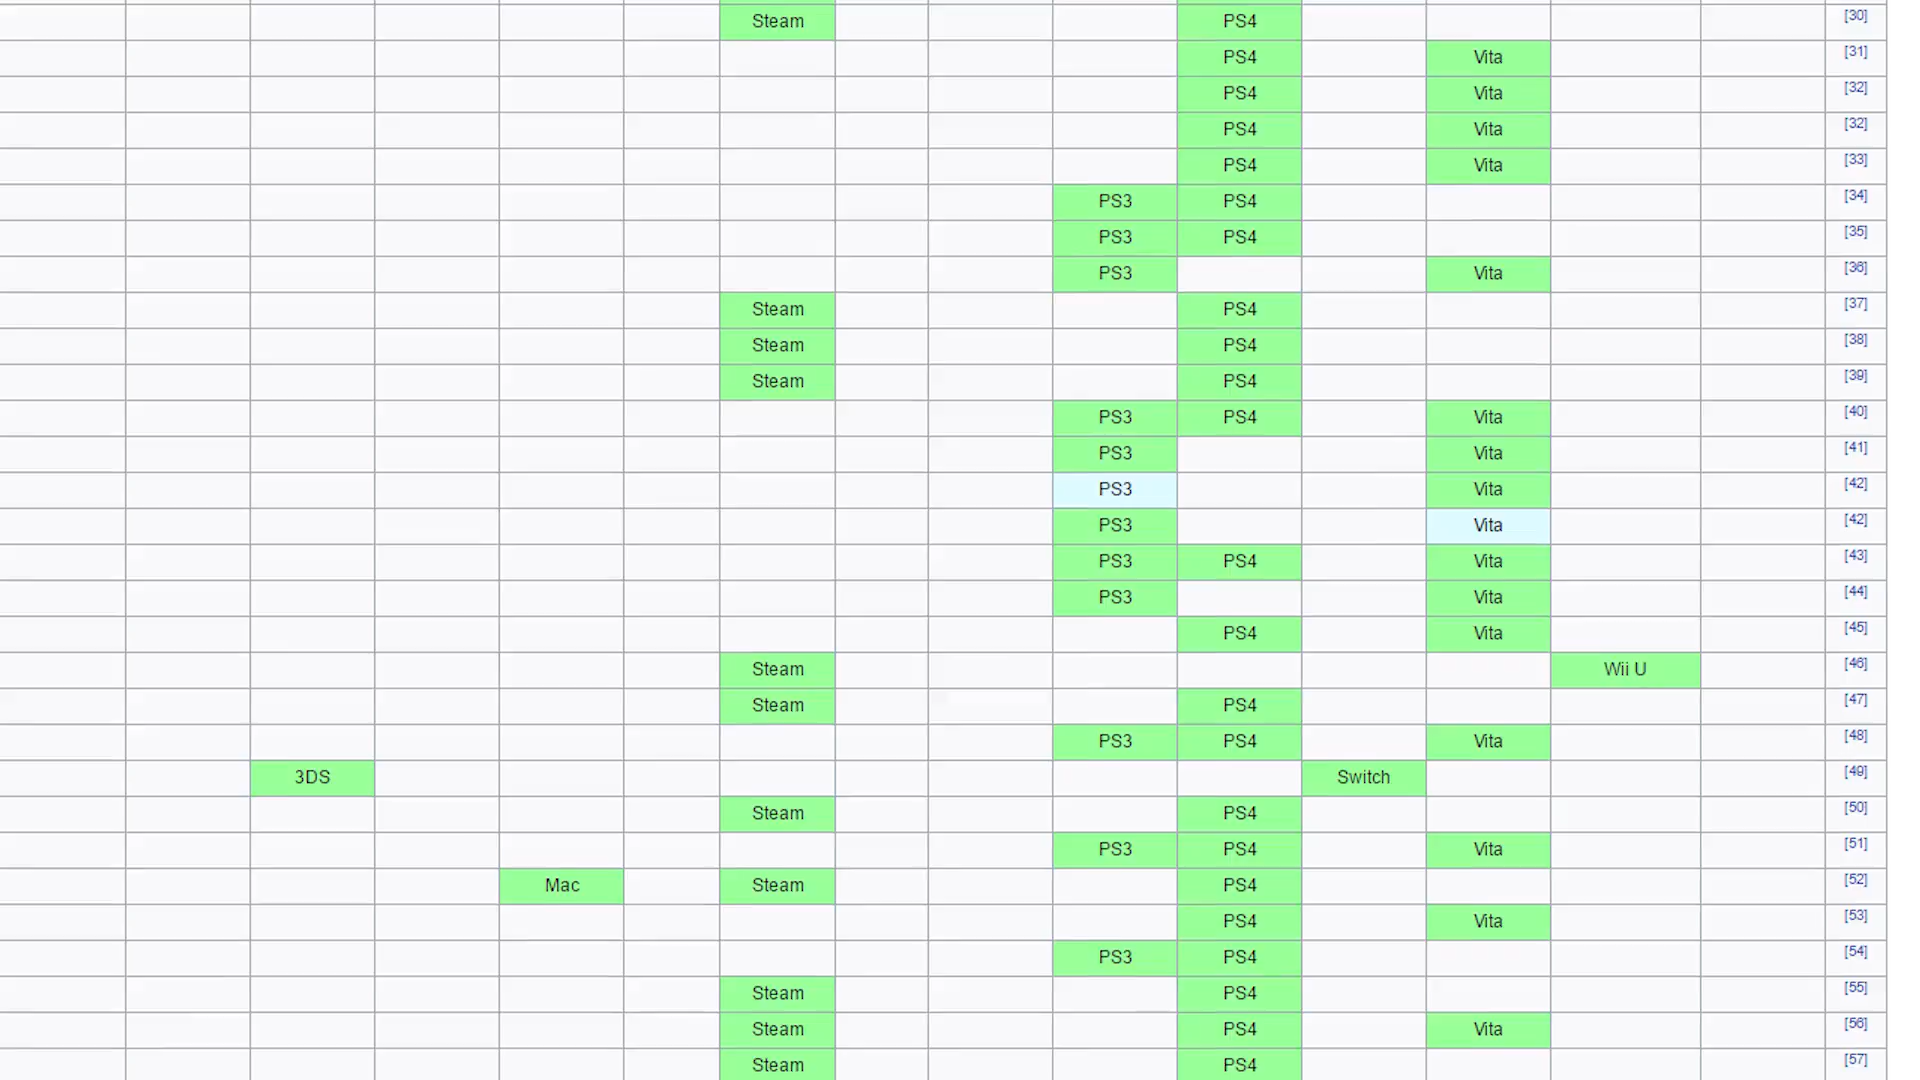 Steam PS4 [30]
PS4 Vita [31]
PS4 Vita [32]
PS4 Vita [32]
PS4 Vita [33]
PS3 PS4 [34]
PS3 PS4 [35]
PS3 Vita [36]
Steam PS4 [37]
Steam PS4 [38]
Steam PS4 [39]
PS3 PS4 Vita [40]
PS3 Vita [41]
PS3 Vita [42]
PS3 Vita [42]
PS3 PS4 Vita [43]
PS3 Vita [44]
PS4 Vita [45]
Steam Wii U [46]
Steam PS4 [47]
PS3 PS4 Vita [48]
3DS Switch [49]
Steam PS4 [50]
PS3 PS4 Vita [51]
Mac Steam PS4 [52]
PS4 Vita [53]
PS3 PS4 [54]
Steam PS4 [55]
Steam PS4 Vita [56]
Steam PS4 [57]